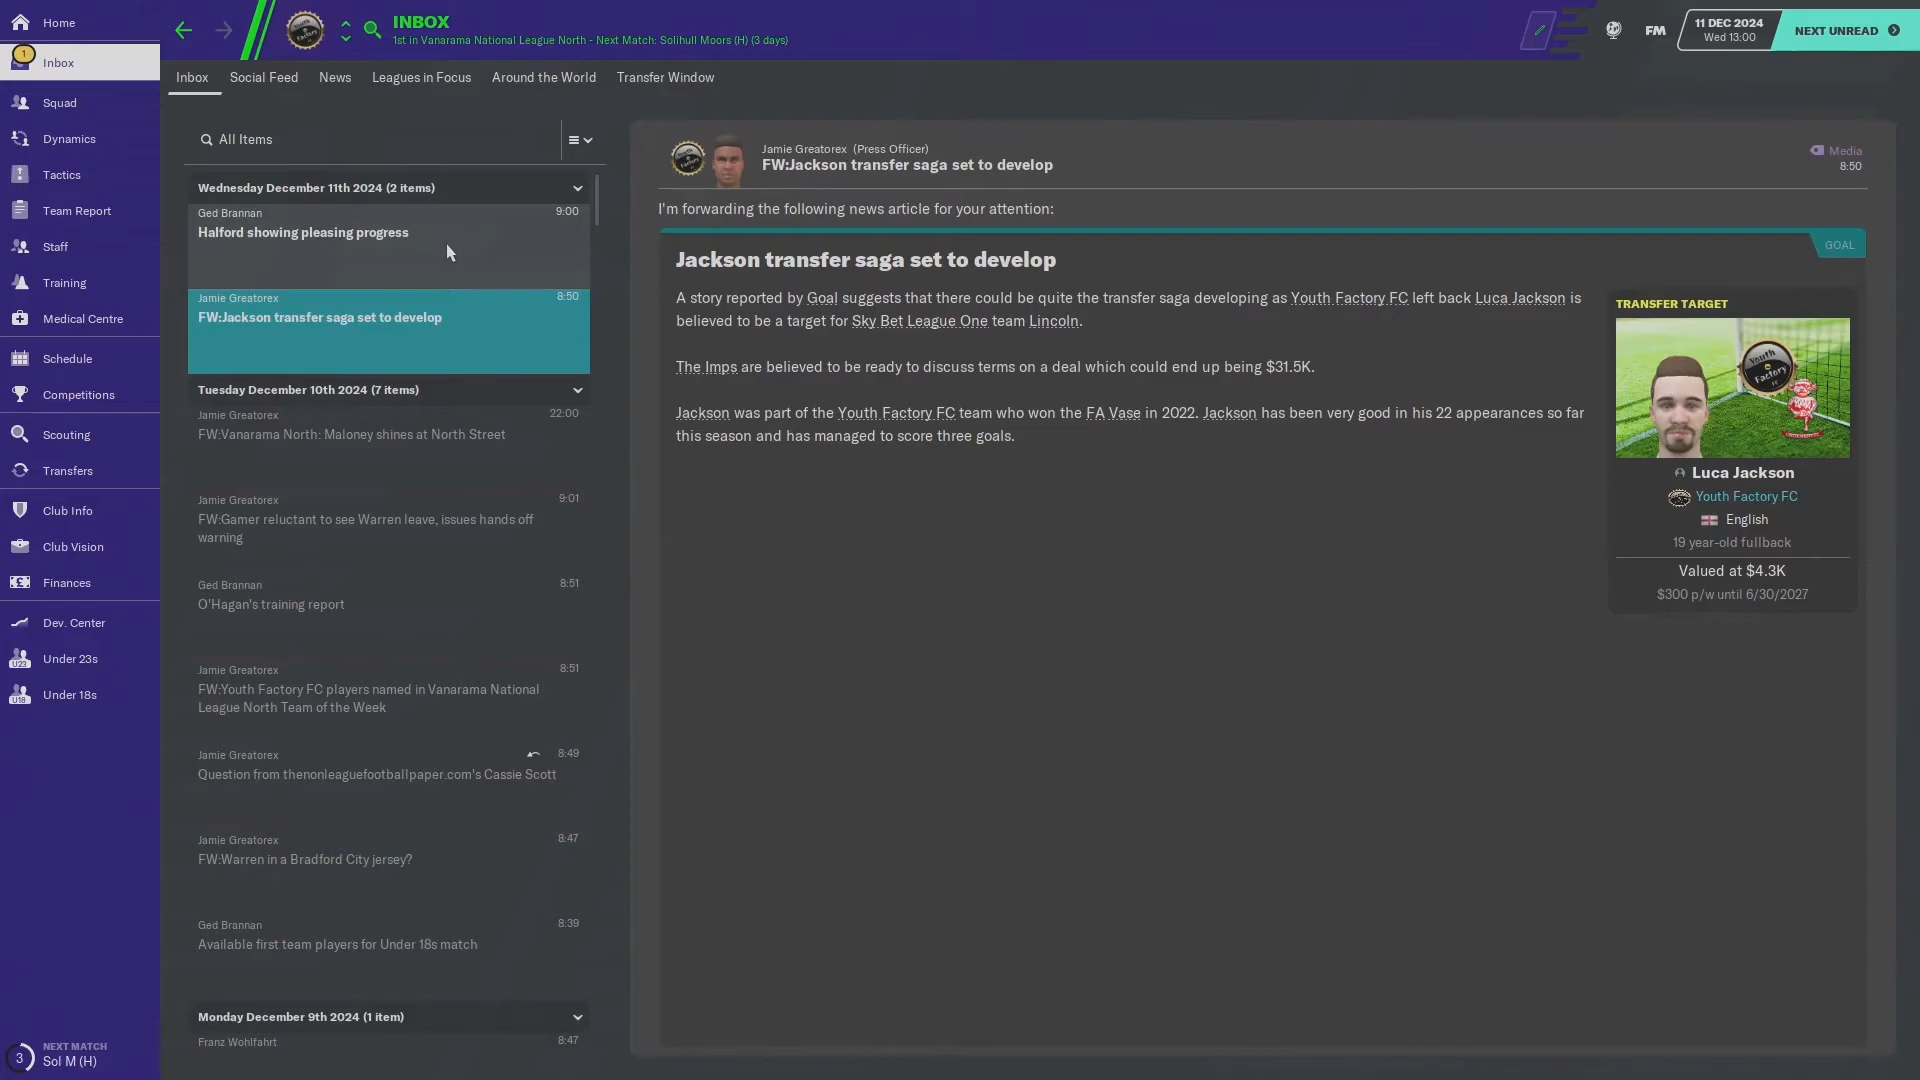 Home
INBOX
1st in Vanarama National League North - Next Match: Solihull Moors (H) (3 days)
FM
11 DEC 2024
Wed 13:00
NEXT UNREAD
1
Inbox
Squad
Dynamics
Tactics
Team Report
Staff
Training
Medical Centre
Schedule
Competitions
Scouting
Transfers
Club Info
Club Vision
Finances
Dev. Center
U23
Under 23s
U18
Under 18s
3
NEXT MATCH
Sol M (H)
Inbox
Social Feed
News
Leagues in Focus
Around the World
Transfer Window
All Items
Wednesday December 11th 2024 (2 items)
Ged Brannan
9:00
Halford showing pleasing progress
Jamie Greatorex
8:50
FW:Jackson transfer saga set to develop
Tuesday December 10th 2024 (7 items)
Jamie Greatorex
22:00
FW:Vanarama North: Maloney shines at North Street
Jamie Greatorex
9:01
FW:Gamer reluctant to see Warren leave, issues hands off
warning
Ged Brannan
8:51
O'Hagan's training report
Jamie Greatorex
8:51
FW:Youth Factory FC players named in Vanarama National
League North Team of the Week
Jamie Greatorex
8:49
Question from thenonleaguefootballpaper.com's Cassie Scott
Jamie Greatorex
8:47
FW:Warren in a Bradford City jersey?
Ged Brannan
8:39
Available first team players for Under 18s match
Monday December 9th 2024 (1 item)
Franz Wohlfahrt
8:47
Jamie Greatorex (Press Officer)
FW:Jackson transfer saga set to develop
Media
8:50
I'm forwarding the following news article for your attention:
GOAL
Jackson transfer saga set to develop
A story reported by Goal suggests that there could be quite the transfer saga developing as Youth Factory FC left back Luca Jackson is
believed to be a target for Sky Bet League One team Lincoln.
The Imps are believed to be ready to discuss terms on a deal which could end up being $31.5K.
Jackson was part of the Youth Factory FC team who won the FA Vase in 2022. Jackson has been very good in his 22 appearances so far
this season and has managed to score three goals.
TRANSFER TARGET
Youth
Factory
Luca Jackson
Youth Factory FC
English
19 year-old fullback
Valued at $4.3K
$300 p/w until 6/30/2027